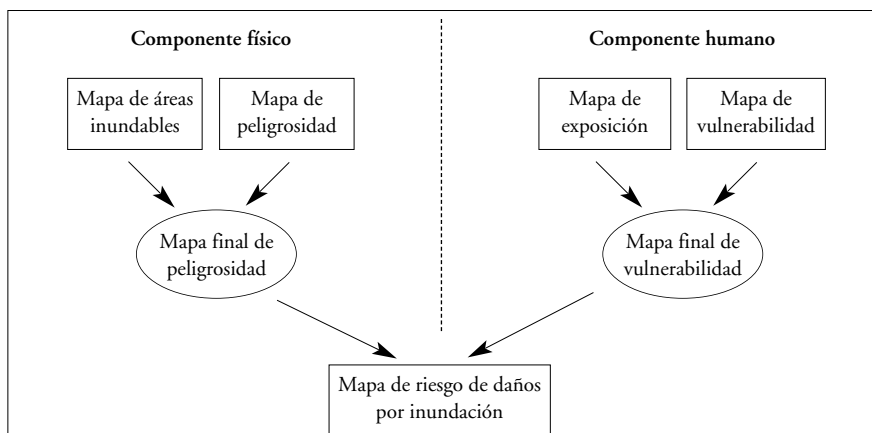 Componente físico
Componente humano
Mapa de áreas
inundables
Mapa de
peligrosidad
Mapa de
exposición
Mapa de
vulnerabilidad
Mapa final de
peligrosidad
Mapa final de
vulnerabilidad
Mapa de riesgo de daños
por inundación